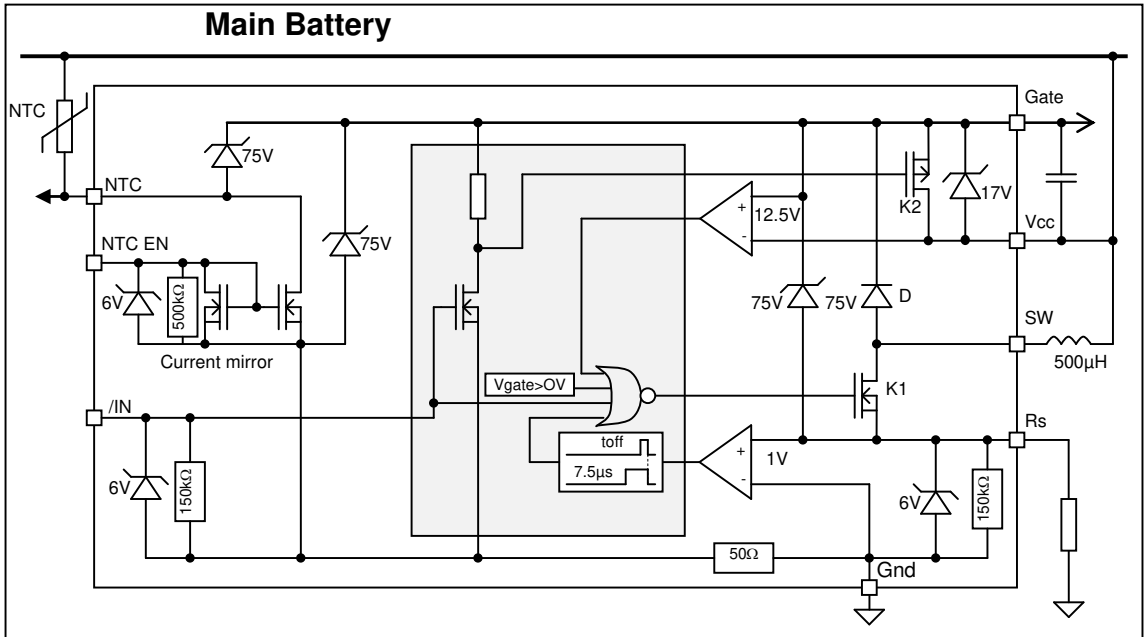 Main Battery
NTC
Gate
75V
NTC
75V
12.5V
+
-
K2
17V
Vcc
NTC EN
6V
500kΩ
Current mirror
75V
75V
D
SW
500µH
Vgate>OV
K1
/IN
Rs
toff
7.5µs
+
-
1V
6V
150kΩ
6V
150kΩ
50Ω
Gnd